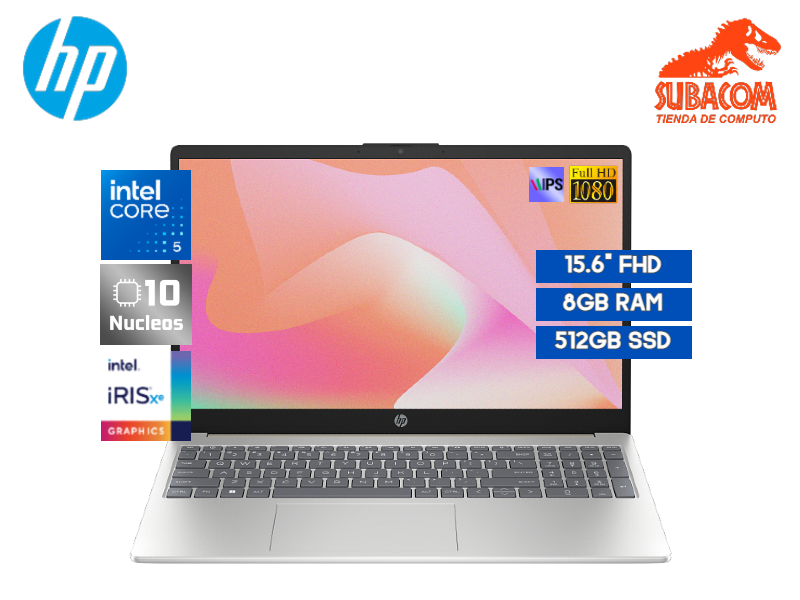 hp
SUBACOM
TIENDA DE COMPUTO
intel
CORE
5
10
Nucleos
intel.
iRISxe
GRAPHICS
IPS
Full HD
1080
15.6" FHD
8GB RAM
512GB SSD
hp